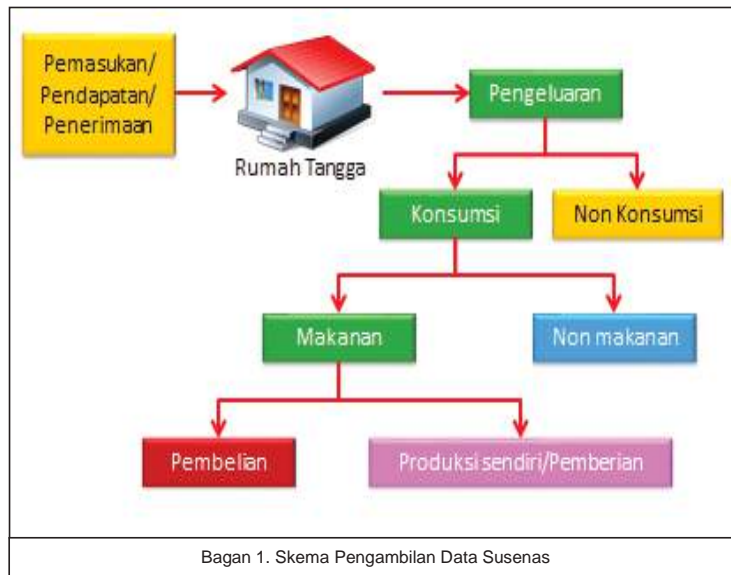 Pemasukan/
Pendapatan/
Penerimaan
Rumah Tangga
Pengeluaran
Konsumsi
Non Konsumsi
Makanan
Non makanan
Pembelian
Produksi sendiri/Pemberian
Bagan 1. Skema Pengambilan Data Susenas